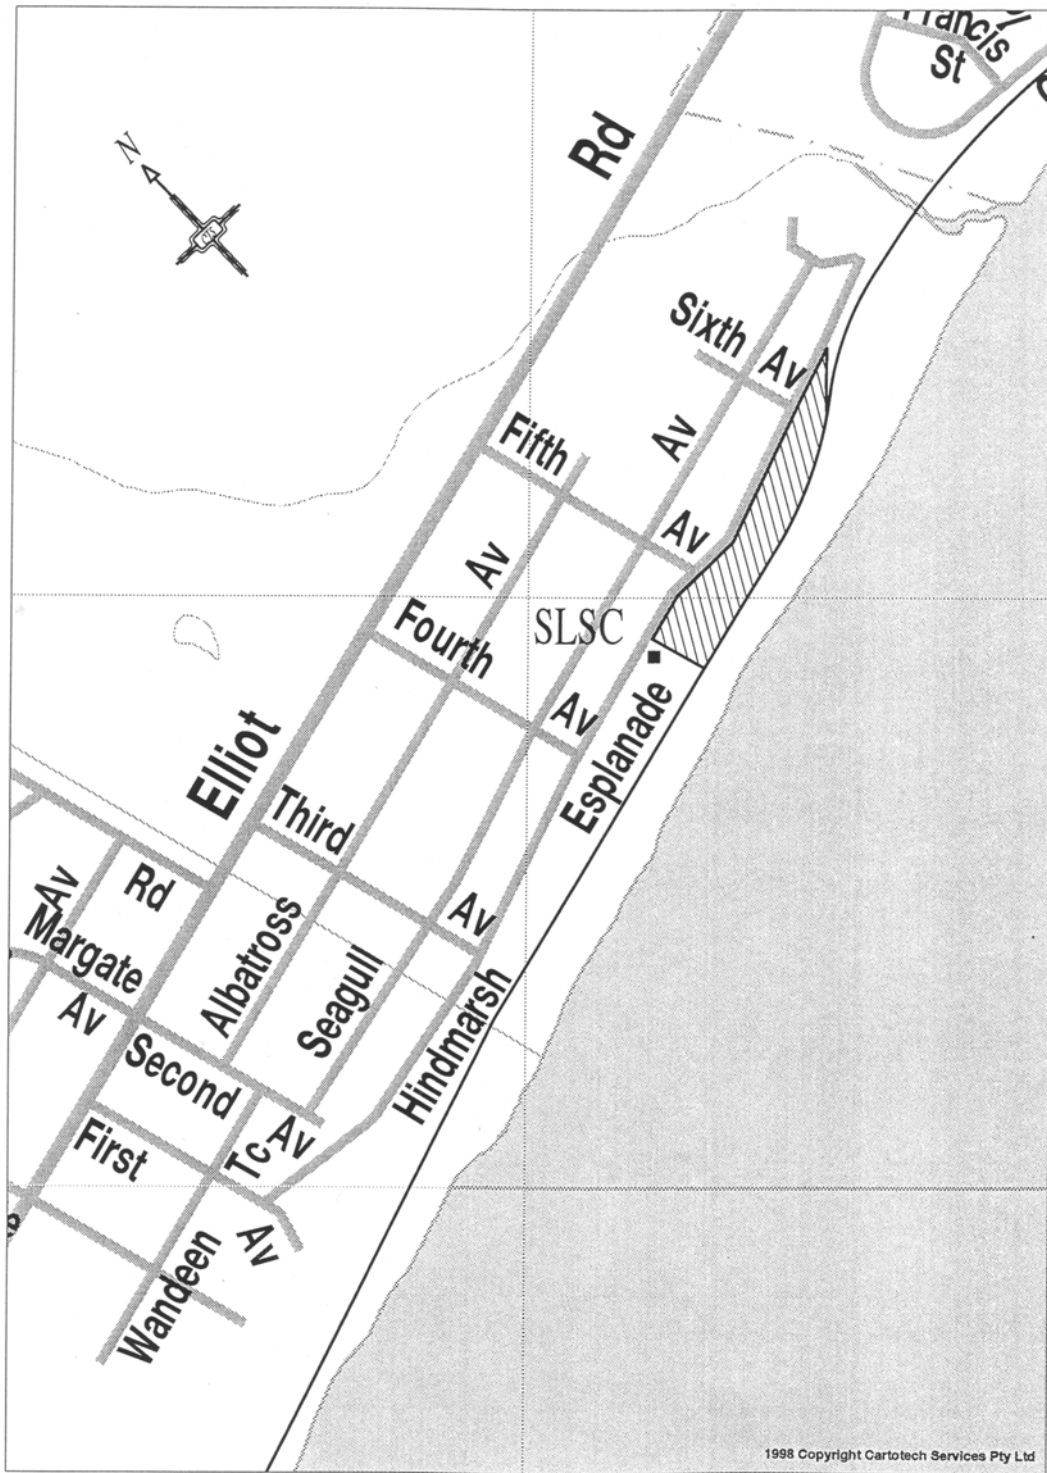 Francis
St
Rd
N
Sixth Av
Av
Fifth Av
Av
SLSC
Fourth Av
Esplanade
Elliot
Third Av
Rd
Av
Margate
Av
Albatross
Seagull
Hindmarsh
Second Av
Tc
First Av
Wandeen
1998 Copyright Cartotech Services Pty Ltd